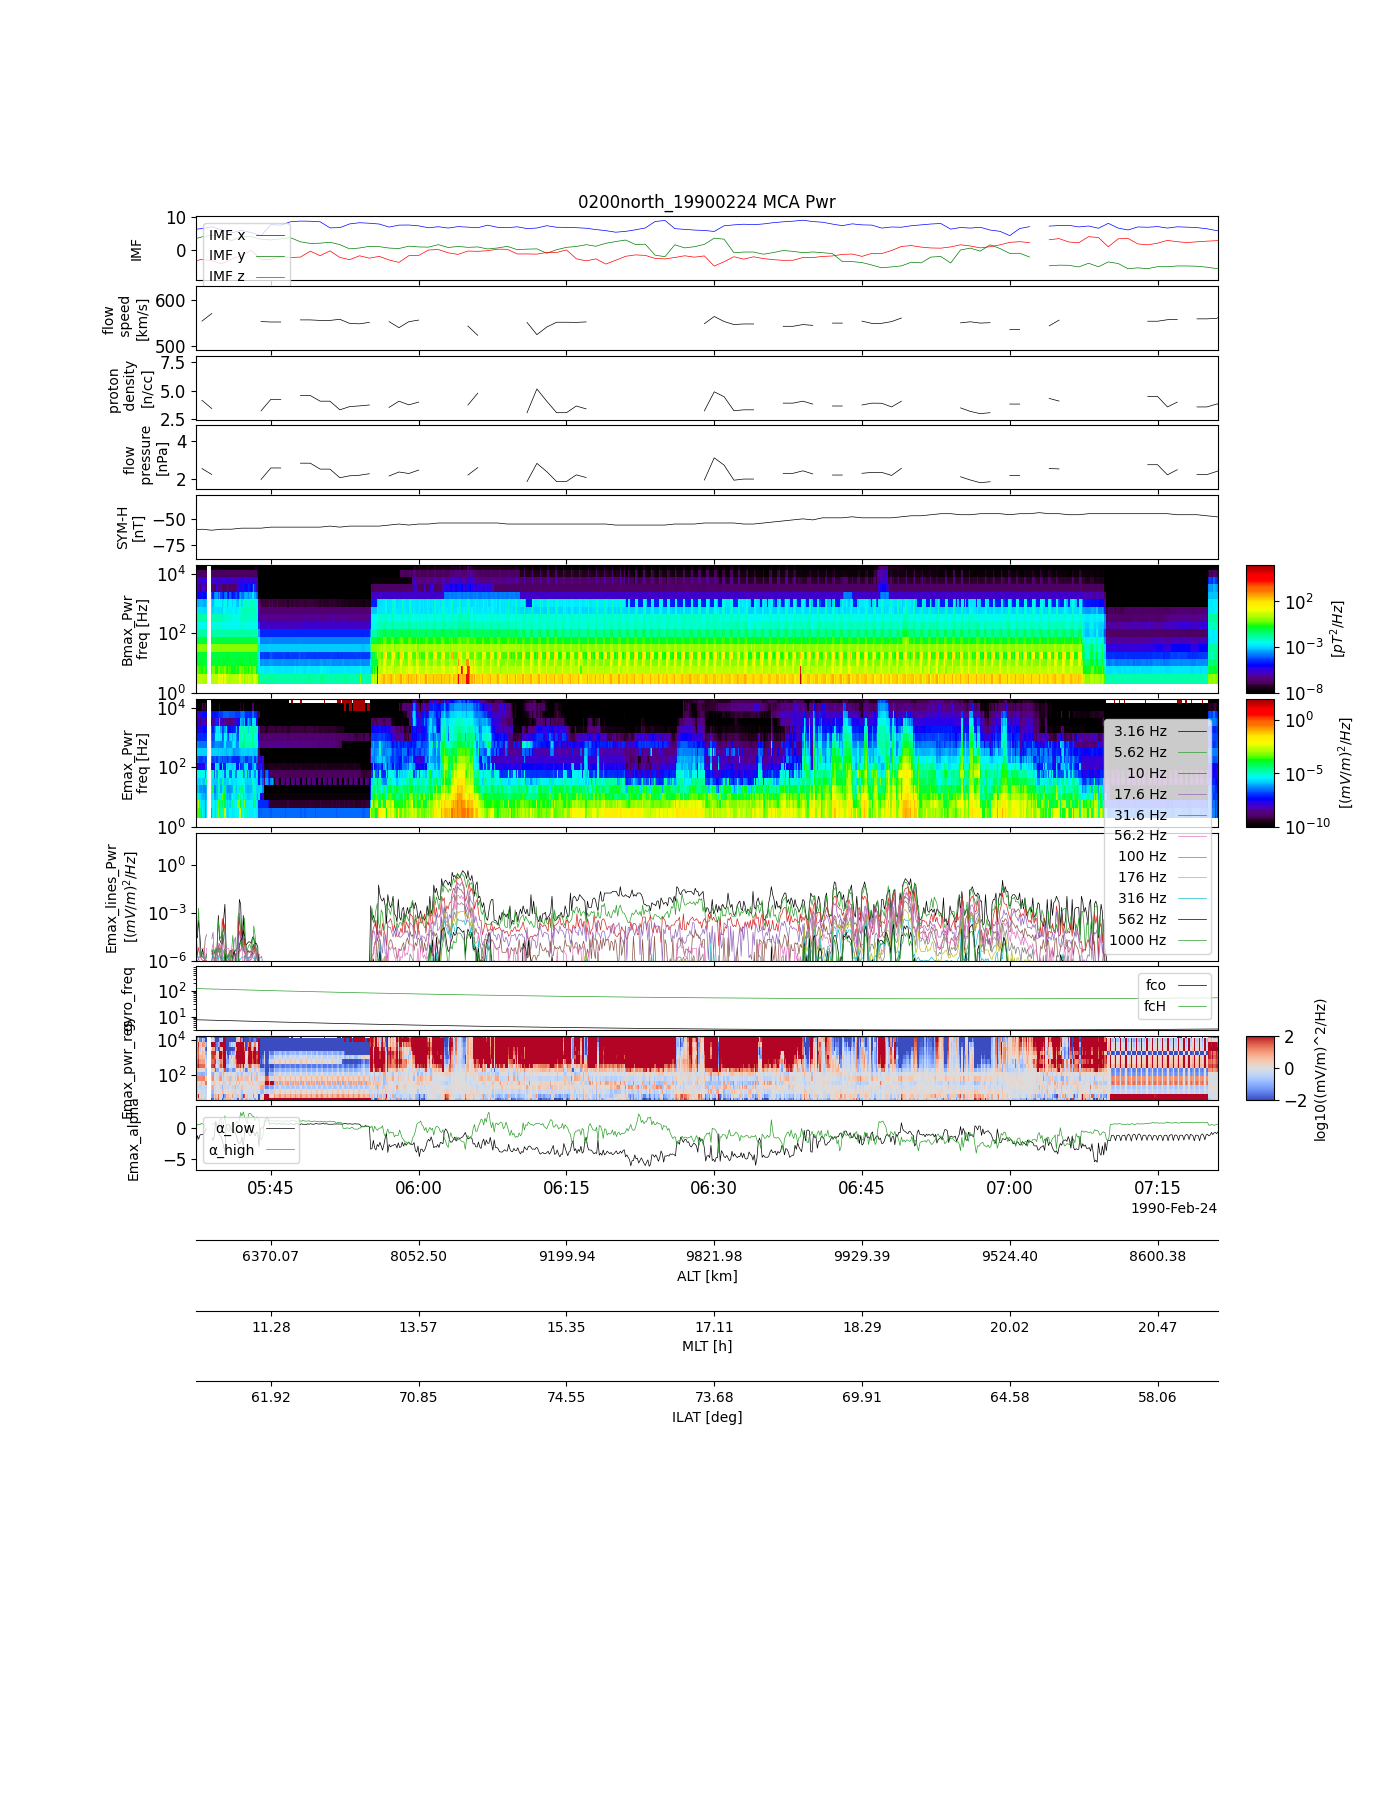 0200north_19900224 MCA Pwr
IMF
10
0
IMF x
IMF y
IMF z
flow
speed
[km/s]
600
500
proton
density
[n/cc]
7.5
5.0
2.5
flow
pressure
[nPa]
4
2
SYM-H
[nT]
−50
−75
Bmax_Pwr
freq [Hz]
10^4
10^2
10^0
10^2
10^−3
10^−8
[pT^2/Hz]
Emax_Pwr
freq [Hz]
10^4
10^2
10^0
10^0
10^−5
10^−10
[(mV/m)^2/Hz]
3.16 Hz
5.62 Hz
10 Hz
17.6 Hz
31.6 Hz
56.2 Hz
100 Hz
176 Hz
316 Hz
562 Hz
1000 Hz
Emax_lines_Pwr
[(mV/m)^2/Hz]
10^0
10^−3
10^−6
gyro_freq
10^2
10^1
fco
fcH
Emax_pwr_reg
10^4
10^2
2
0
−2
log10((mV/m)^2/Hz)
Emax_alpha
0
−5
α_low
α_high
05:45 06:00 06:15 06:30 06:45 07:00 07:15
1990-Feb-24
6370.07 8052.50 9199.94 9821.98 9929.39 9524.40 8600.38
ALT [km]
11.28 13.57 15.35 17.11 18.29 20.02 20.47
MLT [h]
61.92 70.85 74.55 73.68 69.91 64.58 58.06
ILAT [deg]